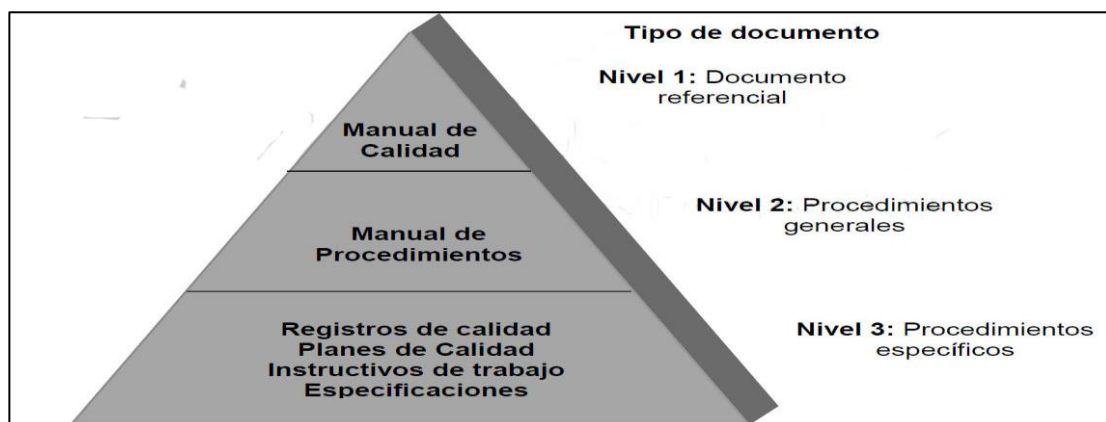 Tipo de documento
Nivel 1: Documento
referencial
Manual de
Calidad
Nivel 2: Procedimientos
generales
Manual de
Procedimientos
Nivel 3: Procedimientos
específicos
Registros de calidad
Planes de Calidad
Instructivos de trabajo
Especificaciones